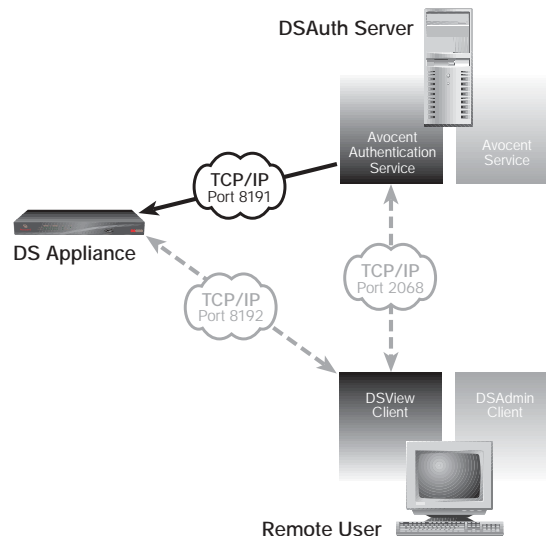 DSAuth Server
Avocent
Authentication
Service
Avocent
Service
TCP/IP
Port 8191
DS Appliance
TCP/IP
Port 2068
TCP/IP
Port 8192
DSView
Client
DSAdmin
Client
Remote User